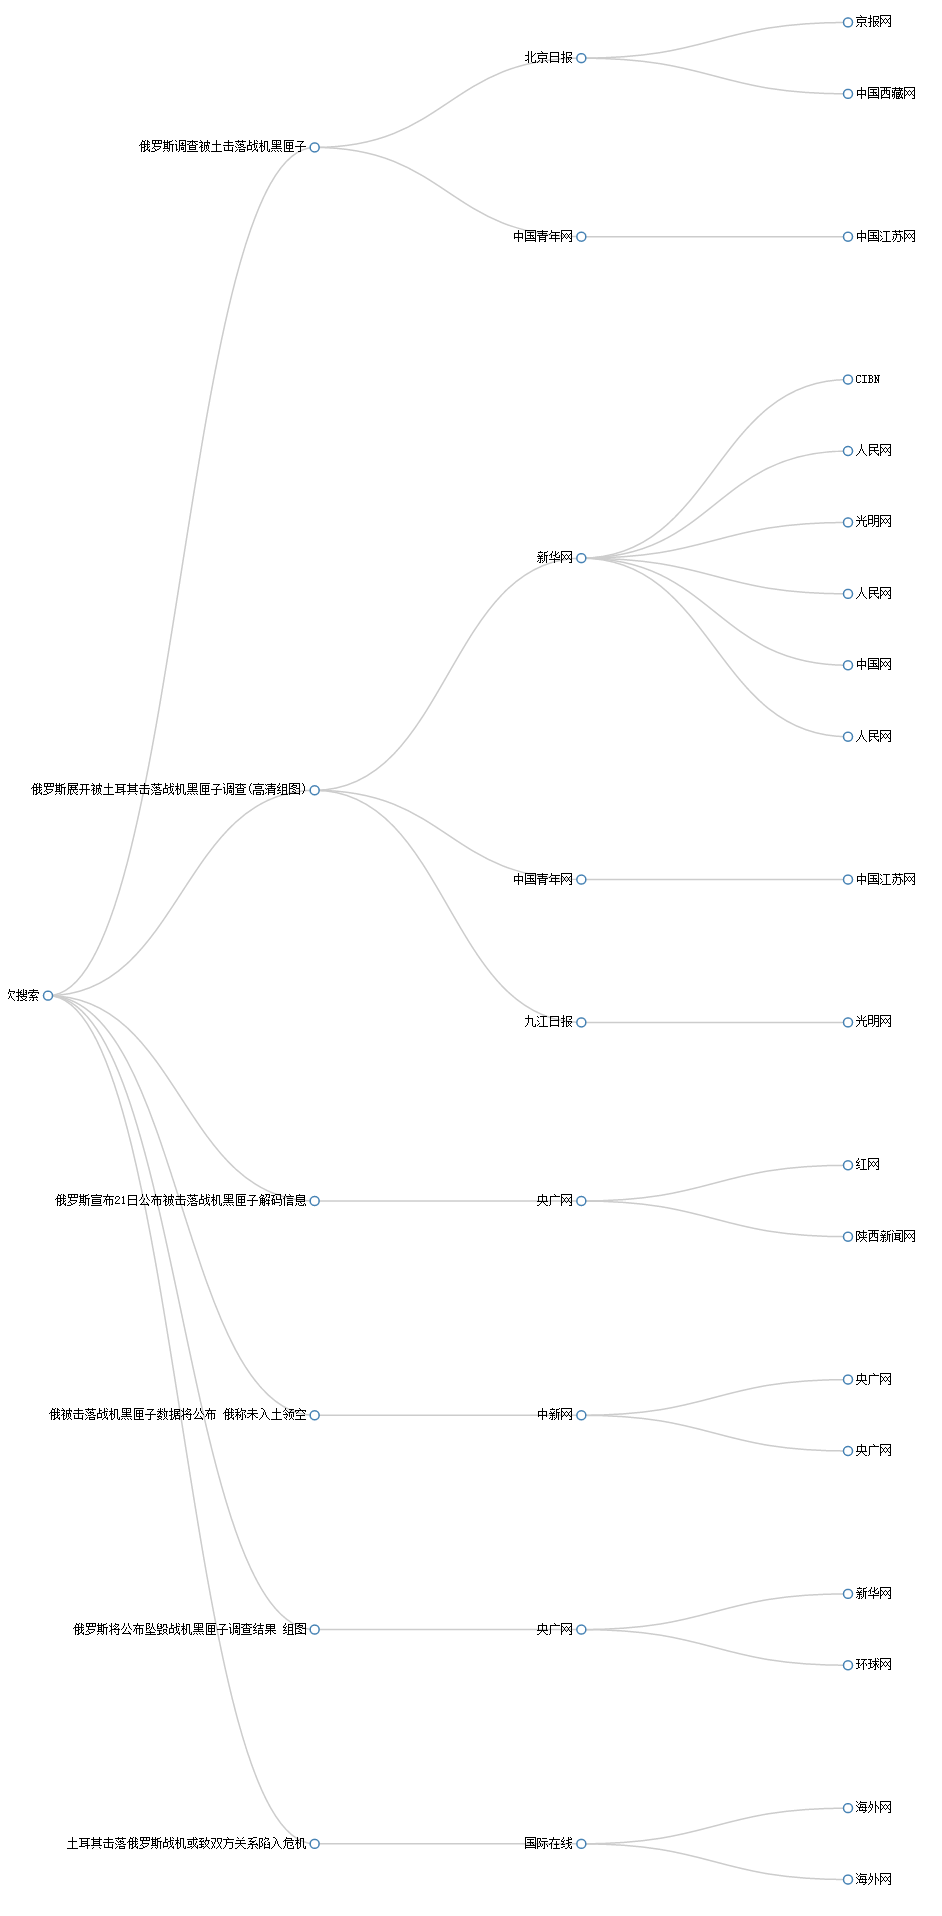 京报网
北京日报
中国西藏网
俄罗斯调查被土击落战机黑匣子
中国青年网
中国江苏网
CIBN
人民网
光明网
新华网
人民网
中国网
人民网
俄罗斯展开被土耳其击落战机黑匣子调查(高清组图)
中国青年网
中国江苏网
次搜索
九江日报
光明网
红网
俄罗斯宣布21日公布被击落战机黑匣子解码信息
央广网
陕西新闻网
央广网
俄被击落战机黑匣子数据将公布 俄称未入土领空
中新网
央广网
新华网
俄罗斯将公布坠毁战机黑匣子调查结果 组图
央广网
环球网
海外网
土耳其击落俄罗斯战机或致双方关系陷入危机
国际在线
海外网